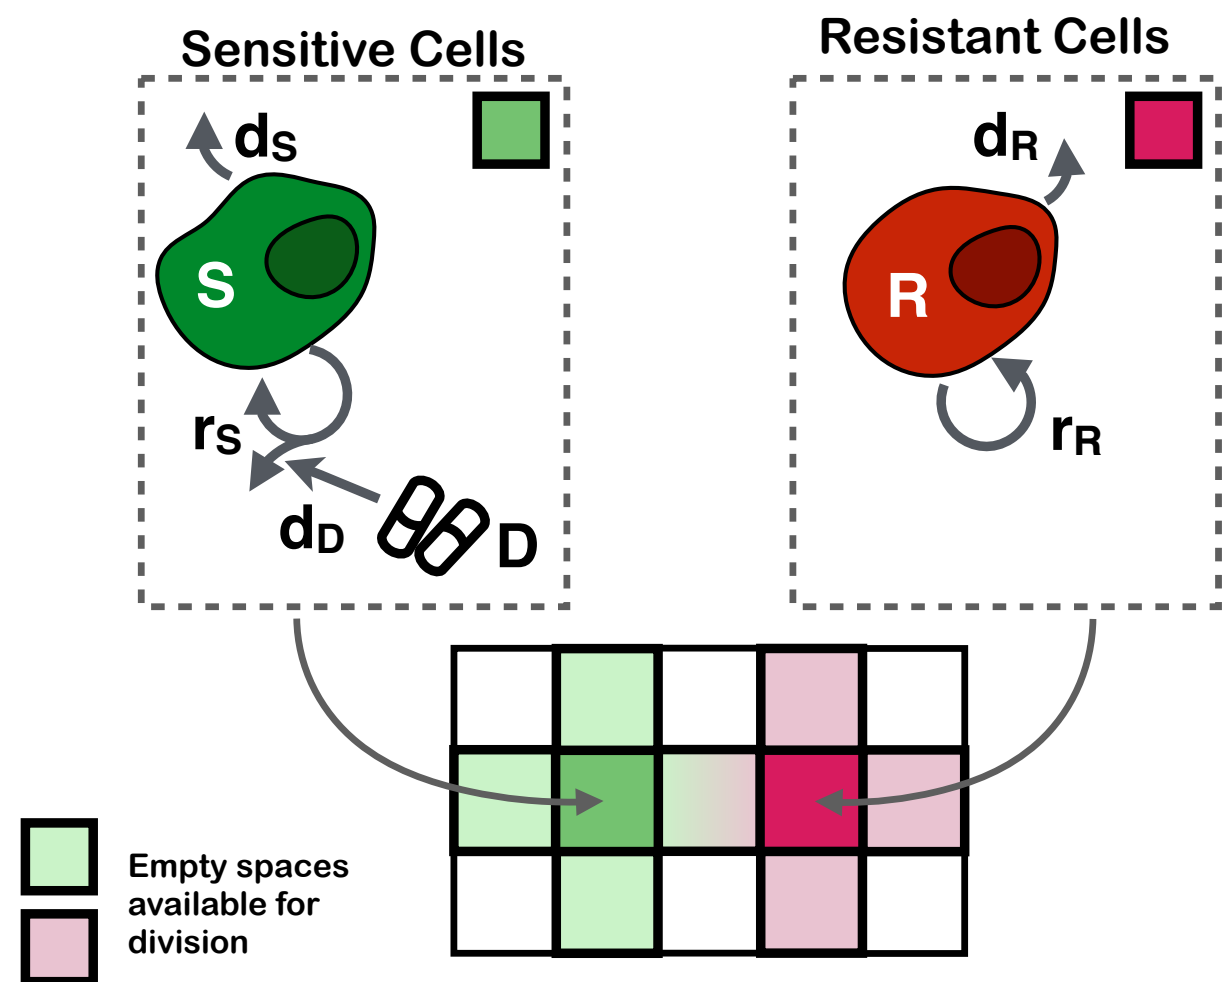 Sensitive Cells
Resistant Cells
dS
dR
S
R
rS
rR
dD
D
Empty spaces
available for
division